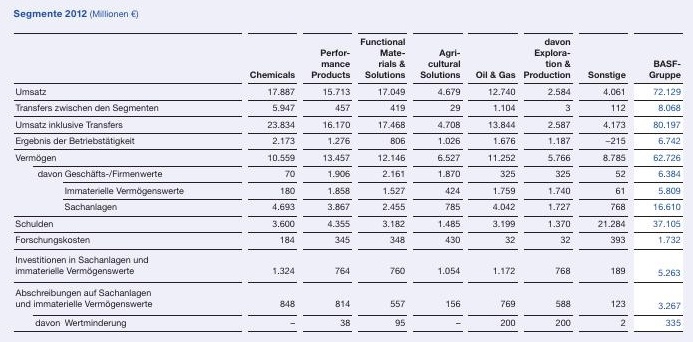 Segmente 2012 (Millionen €)
Chemicals Perfor-mance Products Functional Mate-rials & Solutions Agri-cultural Solutions Oil & Gas davon Explora-tion & Production Sonstige BASF-Gruppe
Umsatz 17.887 15.713 17.049 4.679 12.740 2.584 4.061 72.129
Transfers zwischen den Segmenten 5.947 457 419 29 1.104 3 112 8.068
Umsatz inklusive Transfers 23.834 16.170 17.468 4.708 13.844 2.587 4.173 80.197
Ergebnis der Betriebstätigkeit 2.173 1.276 806 1.026 1.676 1.187 –215 6.742
Vermögen 10.559 13.457 12.146 6.527 11.252 5.766 8.785 62.726
davon Geschäfts-/Firmenwerte 70 1.906 2.161 1.870 325 325 52 6.384
Immaterielle Vermögenswerte 180 1.858 1.527 424 1.759 1.740 61 5.809
Sachanlagen 4.693 3.867 2.455 785 4.042 1.727 768 16.610
Schulden 3.600 4.355 3.182 1.485 3.199 1.370 21.284 37.105
Forschungskosten 184 345 348 430 32 32 393 1.732
Investitionen in Sachanlagen und
immaterielle Vermögenswerte 1.324 764 760 1.054 1.172 768 189 5.263
Abschreibungen auf Sachanlagen
und immaterielle Vermögenswerte 848 814 557 156 769 588 123 3.267
davon Wertminderung – 38 95 – 200 200 2 335